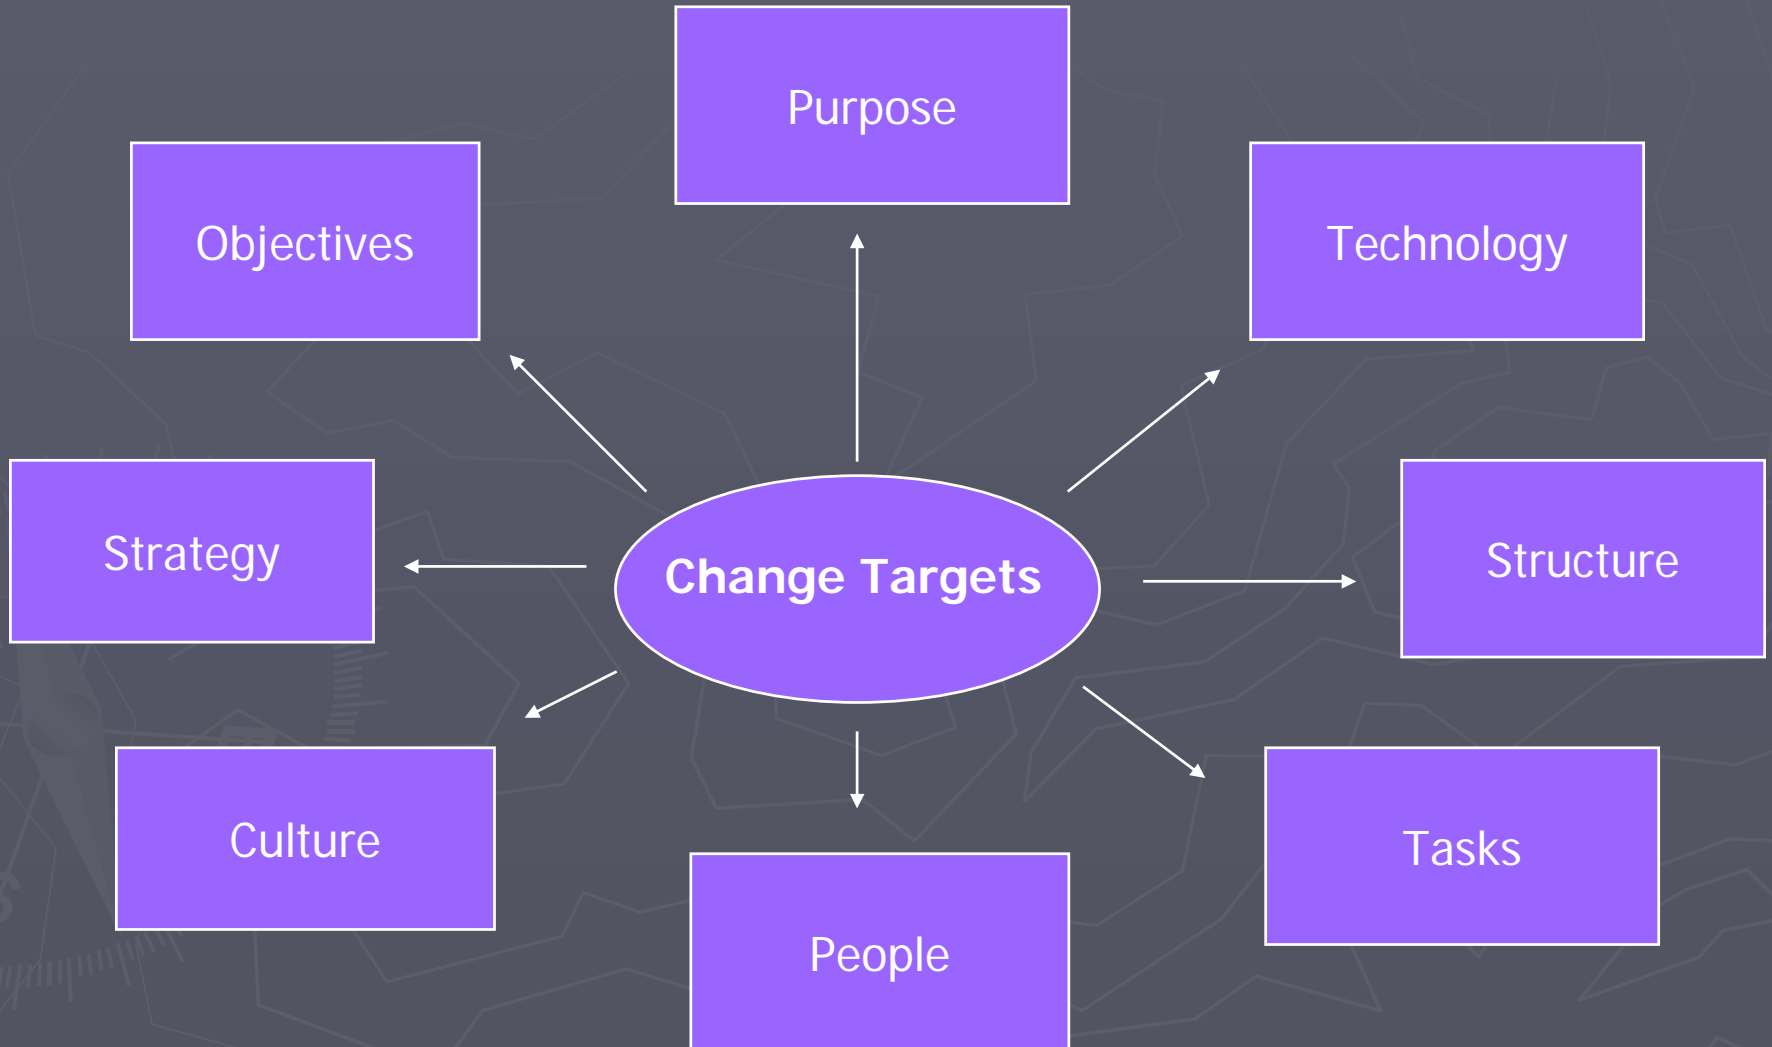 Purpose
Objectives
Technology
Strategy
Change Targets
Structure
Culture
Tasks
People